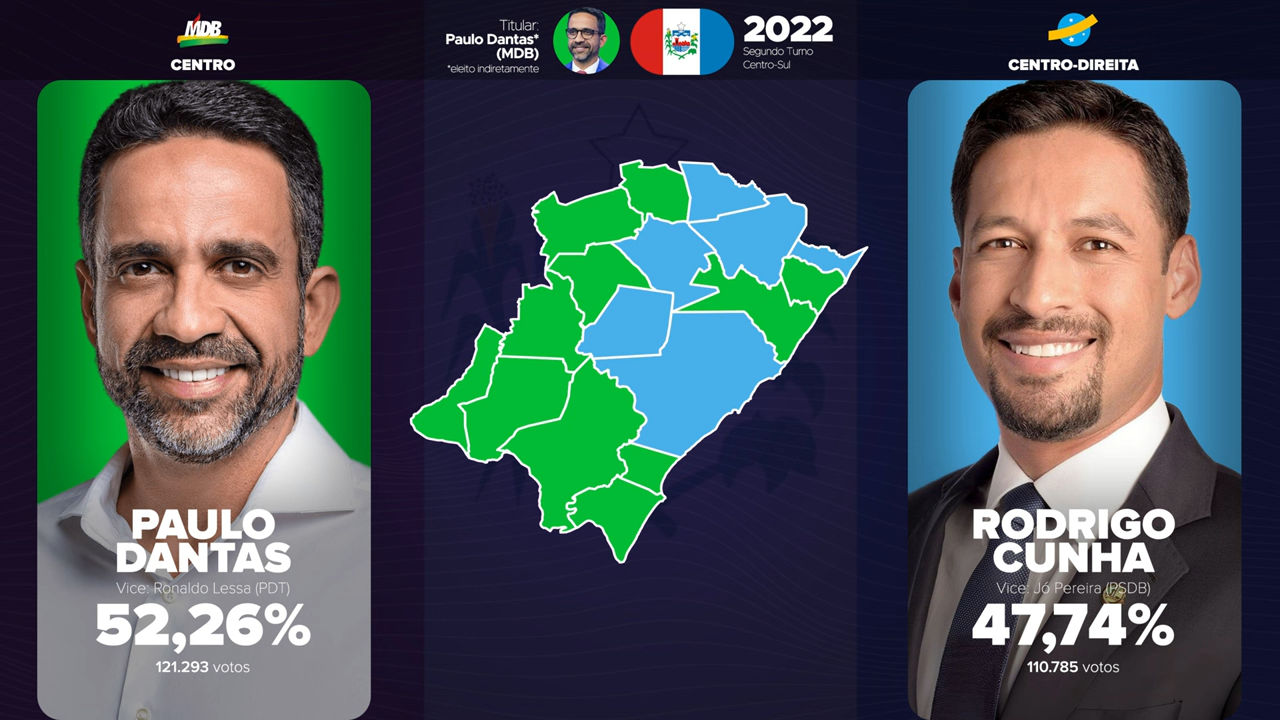 MDB
CENTRO
Titular:
Paulo Dantas*
(MDB)
*eleito indiretamente
2022
Segundo Turno
Centro-Sul
CENTRO-DIREITA
PAULO
DANTAS
Vice: Ronaldo Lessa (PDT)
52,26%
121.293 votos
RODRIGO
CUNHA
Vice: Jó Pereira (PSDB)
47,74%
110.785 votos